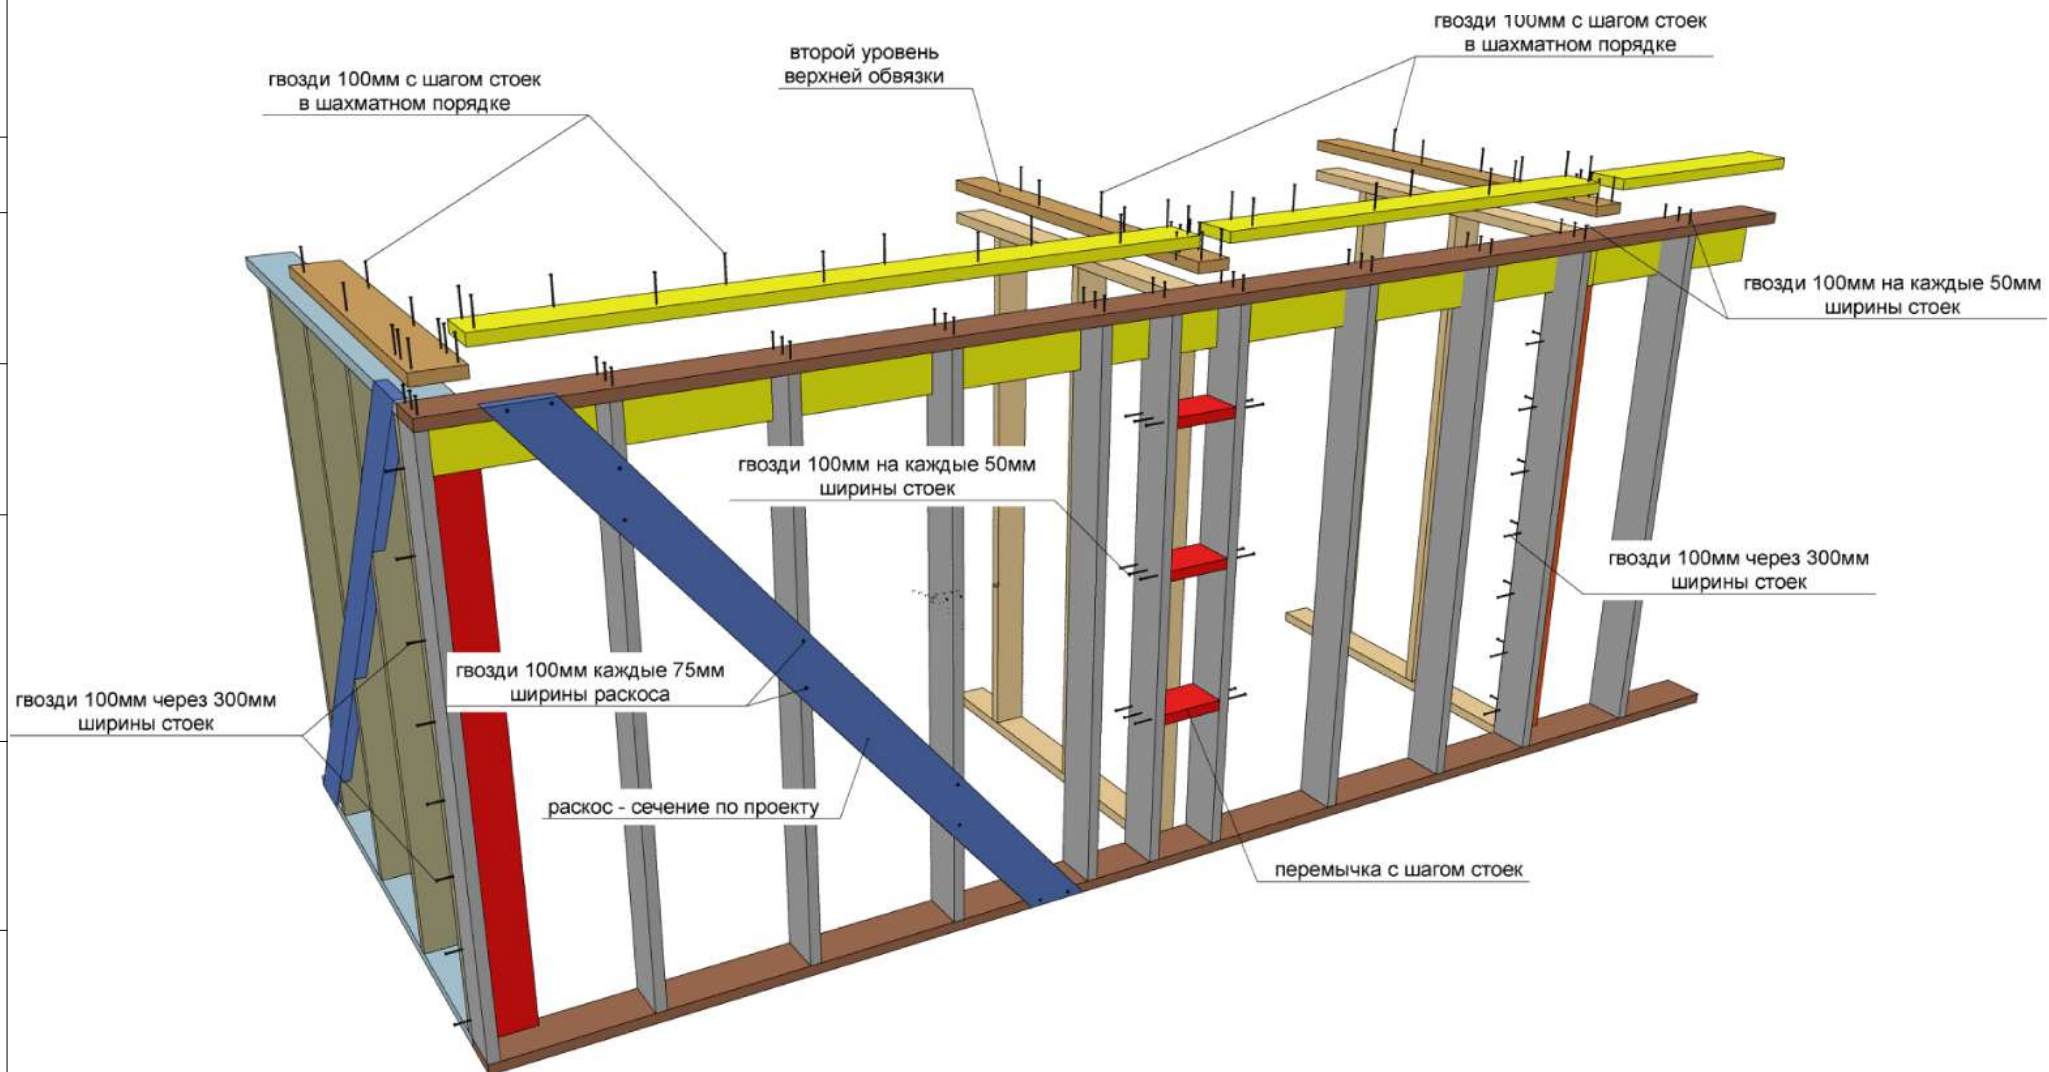 гвозди 100мм с шагом стоек
в шахматном порядке
второй уровень
верхней обвязки
гвозди 100мм с шагом стоек
в шахматном порядке
гвозди 100мм на каждые 50мм
ширины стоек
гвозди 100мм на каждые 50мм
ширины стоек
гвозди 100мм через 300мм
ширины стоек
гвозди 100мм каждые 75мм
ширины раскоса
гвозди 100мм через 300мм
ширины стоек
раскос - сечение по проекту
перемычка с шагом стоек